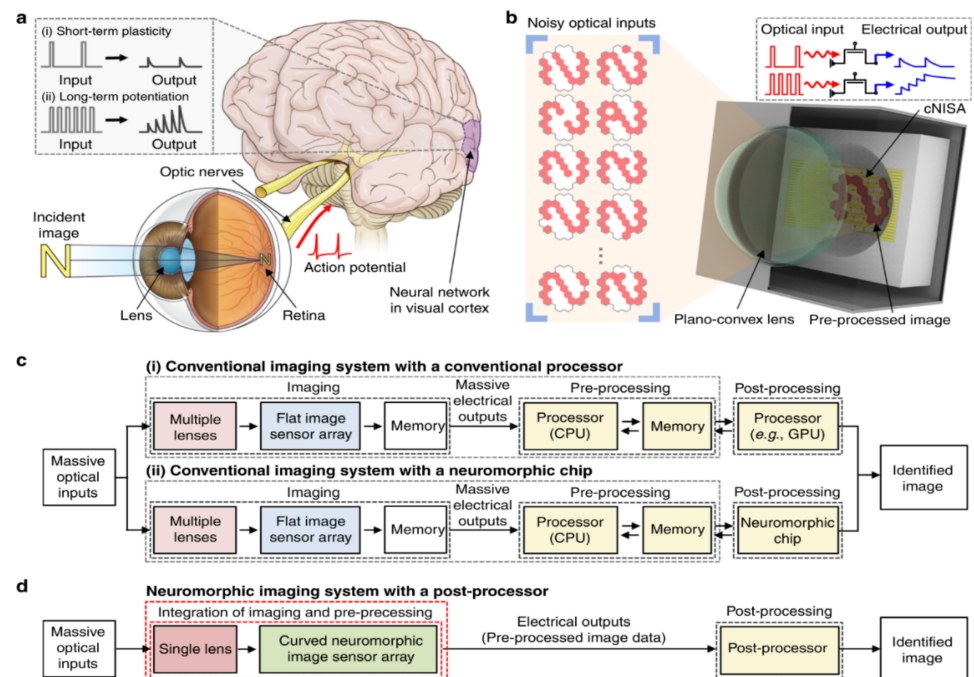 a
(i) Short-term plasticity
Input
Output
(ii) Long-term potentiation
Input
Output
Optic nerves
Incident
image
N
N
Lens
Retina
Action potential
Neural network
in visual cortex
b
Noisy optical inputs
Optical input
Electrical output
cNISA
Plano-convex lens
Pre-processed image
c
(i) Conventional imaging system with a conventional processor
Massive
optical
inputs
Imaging
Multiple
lenses
Flat image
sensor array
Memory
Massive
electrical
outputs
Pre-processing
Processor
(CPU)
Memory
Post-processing
Processor
(e.g., GPU)
Identified
image
(ii) Conventional imaging system with a neuromorphic chip
Imaging
Multiple
lenses
Flat image
sensor array
Memory
Massive
electrical
outputs
Pre-processing
Processor
(CPU)
Memory
Post-processing
Neuromorphic
chip
d
Neuromorphic imaging system with a post-processor
Massive
optical
inputs
Integration of imaging and pre-precessing
Single lens
Curved neuromorphic
image sensor array
Electrical outputs
(Pre-processed image data)
Post-processing
Post-processor
Identified
image